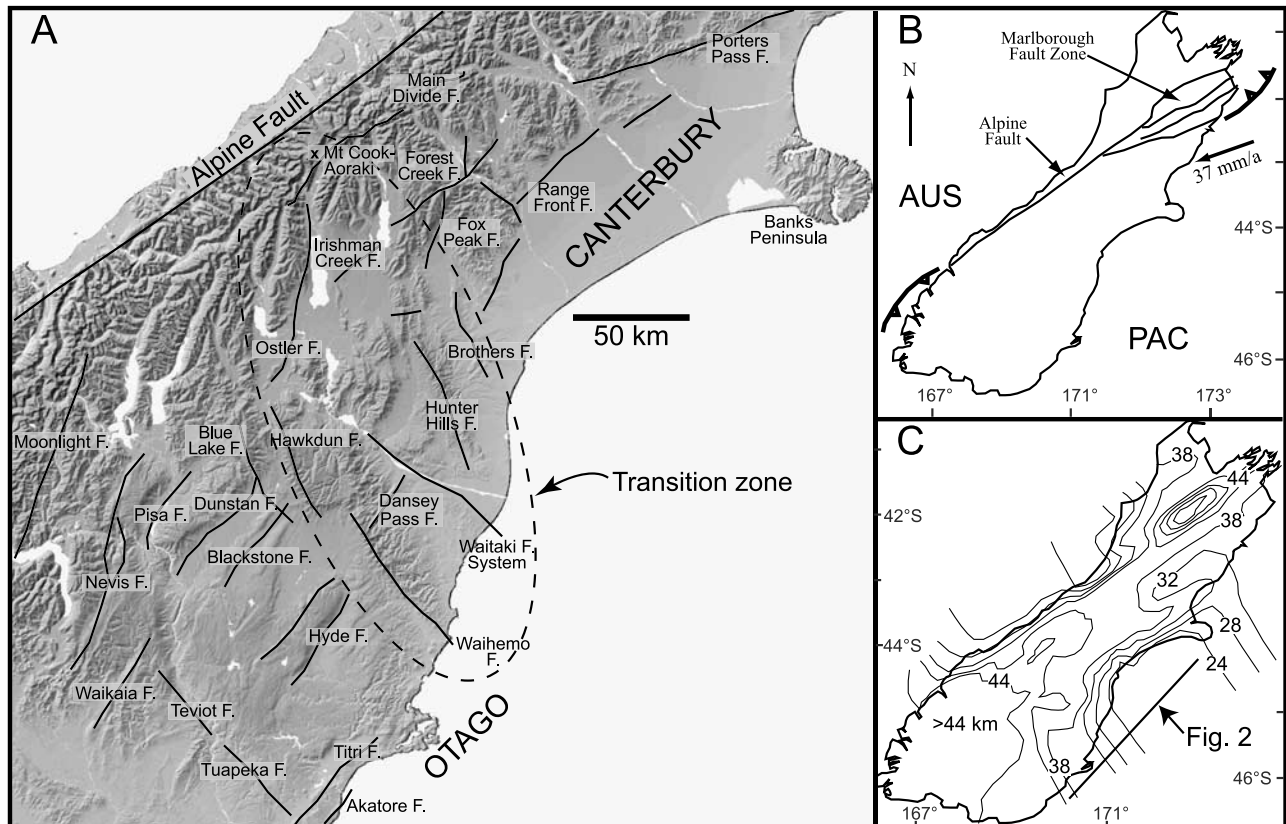 A
Alpine Fault
Main
Divide F.
Porters
Pass F.
x Mt Cook-
Aoraki
Forest
Creek F.
Range
Front F.
CANTERBURY
Banks
Peninsula
Irishman
Creek F.
Fox
Peak F.
50 km
Ostler F.
Brothers F.
Moonlight F.
Blue
Lake F.
Hawkdun F.
Hunter
Hills F.
Transition zone
Pisa F.
Dunstan F.
Dansey
Pass F.
Blackstone F.
Waitaki F.
System
Nevis F.
Hyde F.
Waihemo
F.
Waikaia F.
Teviot F.
OTAGO
Titri F.
Tuapeka F.
Akatore F.
B
Marlborough
Fault Zone
N
Alpine
Fault
37 mm/a
AUS
44°S
PAC
46°S
167°
171°
173°
C
38
44
38
42°S
32
28
44°S
24
44
>44 km
Fig. 2
38
46°S
167°
171°